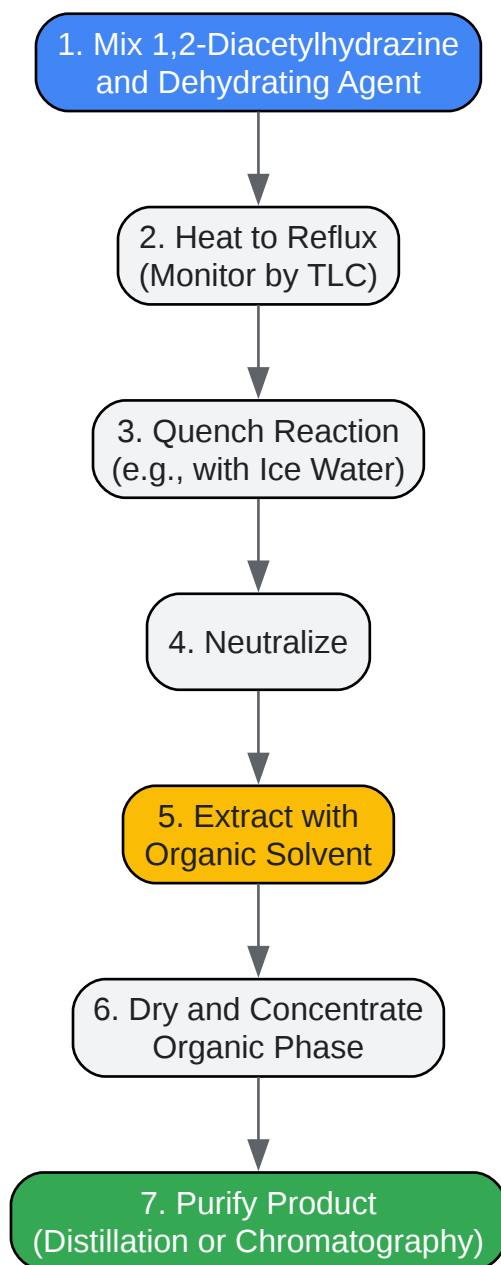 1. Mix 1,2-Diacetylhydrazine
and Dehydrating Agent
2. Heat to Reflux
(Monitor by TLC)
3. Quench Reaction
(e.g., with Ice Water)
4. Neutralize
5. Extract with
Organic Solvent
6. Dry and Concentrate
Organic Phase
7. Purify Product
(Distillation or Chromatography)